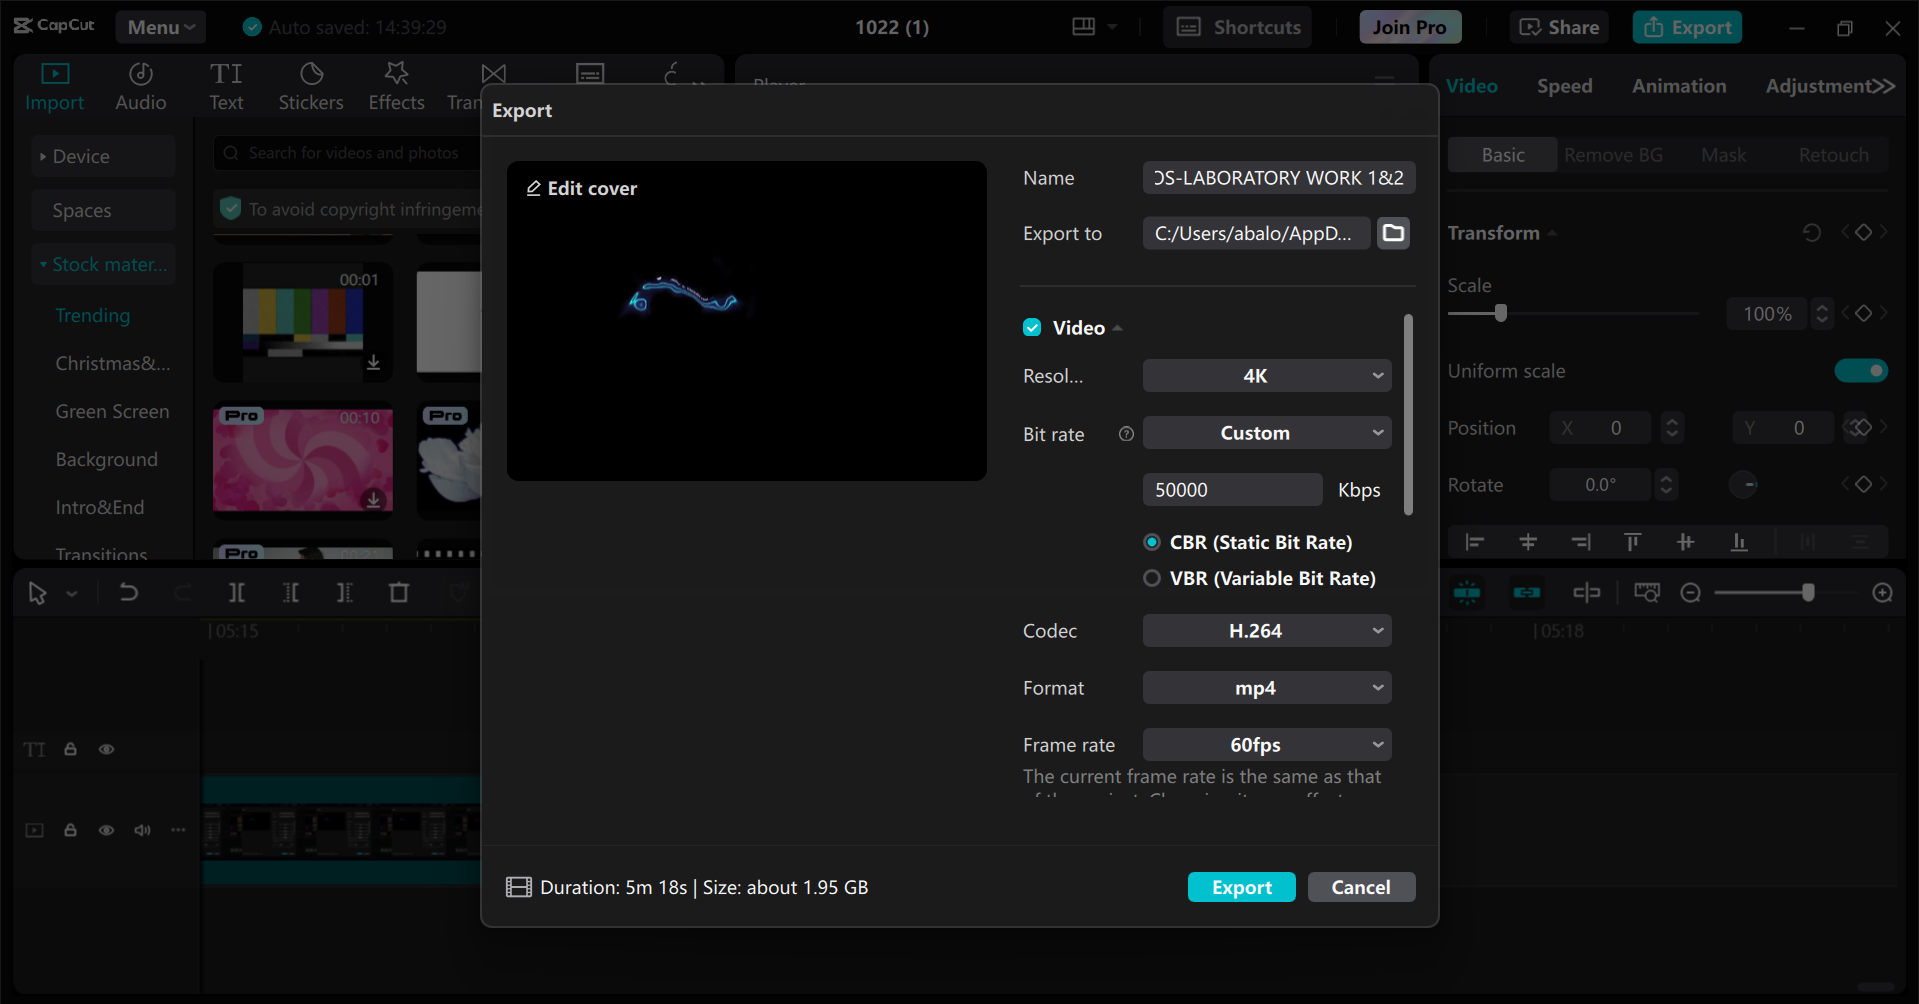 CapCut
Menu
Auto saved: 14:39:29
1022 (1)
Shortcuts
Join Pro
Share
Export
Import
Audio
Text
Stickers
Effects
Player
Video
Speed
Animation
Adjustment
Export
Device
Spaces
Stock mater...
Trending
Christmas&...
Green Screen
Background
Intro&End
Transitions
Search for videos and photos
To avoid copyright
00:01
Pro
00:10
Pro
Pro
Edit cover
Name
OS-LABORATORY WORK 1&2
Export to
C:/Users/abalo/AppD...
Video
Resol...
4K
Bit rate
Custom
50000
Kbps
CBR (Static Bit Rate)
VBR (Variable Bit Rate)
Codec
H.264
Format
mp4
Frame rate
60fps
The current frame rate is the same as that
Duration: 5m 18s | Size: about 1.95 GB
Export
Cancel
Basic
Remove BG
Mask
Retouch
Transform
Scale
100%
Uniform scale
Position
X 0
Y 0
Rotate
0.0°
05:15
05:18
TI